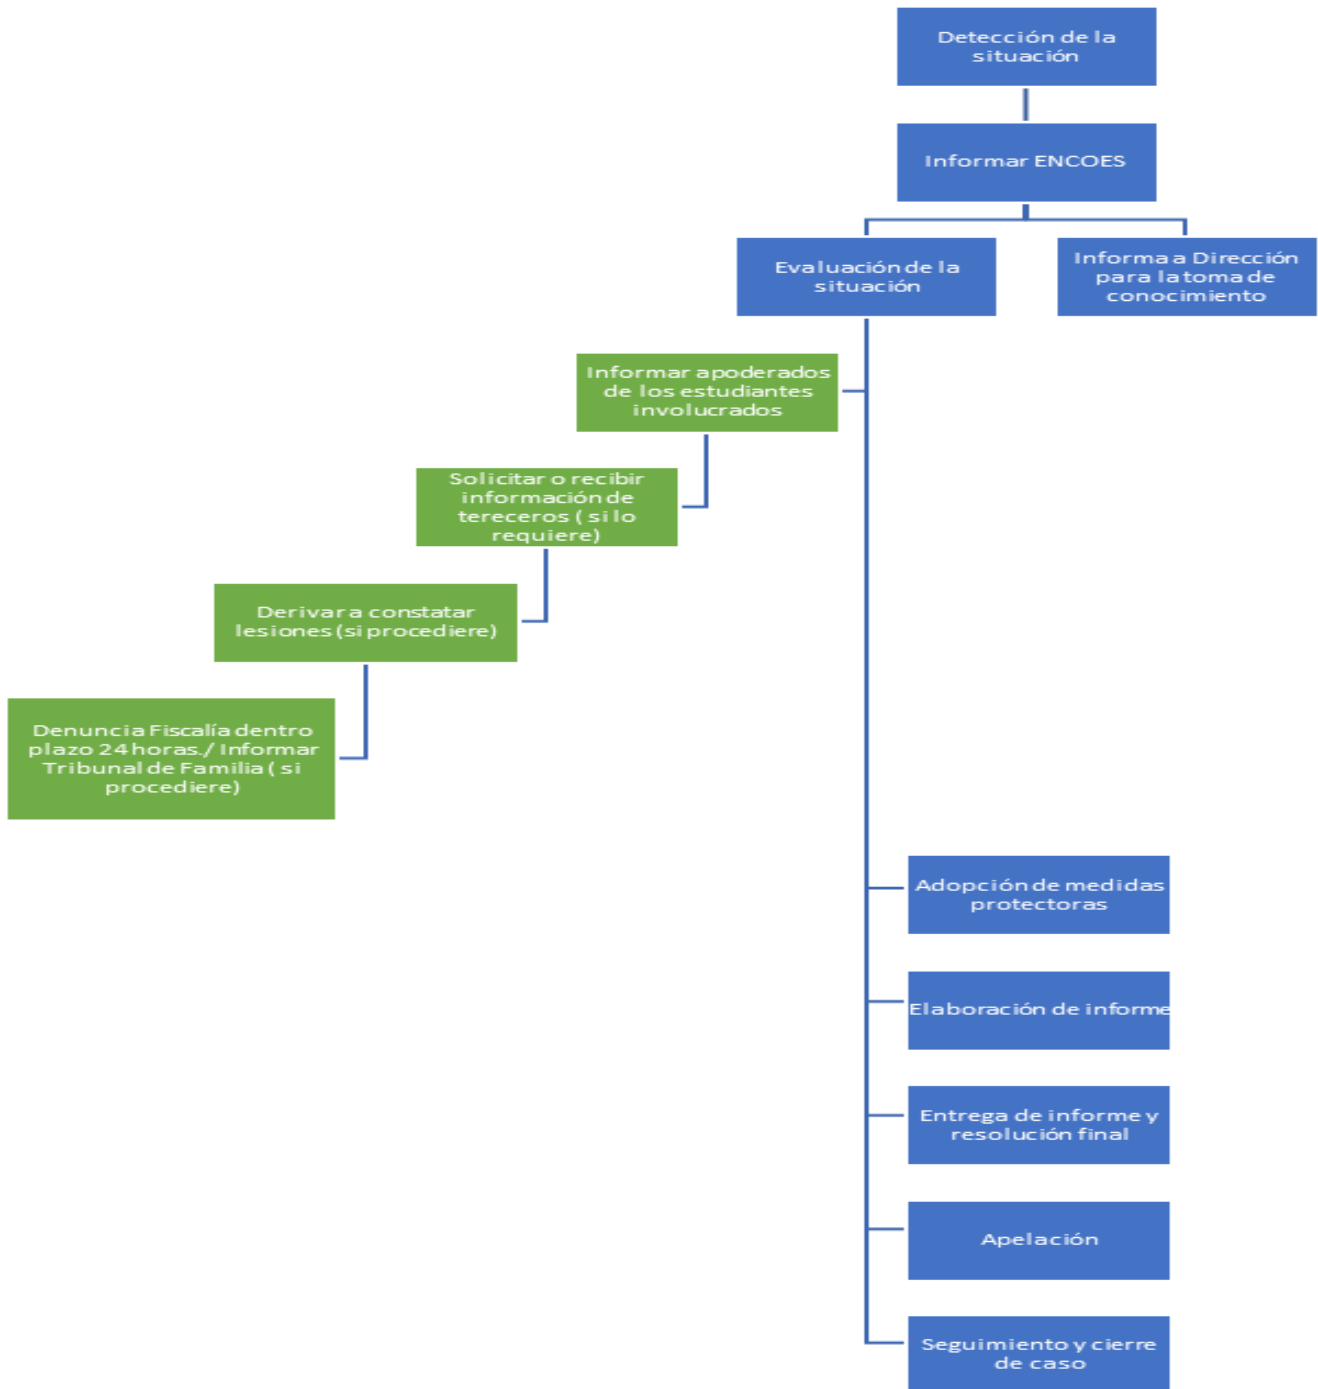 Detección de la
situación
Informar ENCOES
Evaluación de la
situación
Informa a Dirección
para la toma de
conocimiento
Informar apoderados
de los estudiantes
involucrados
Solicitar o recibir
información de
tereceros ( si lo
requiere)
Derivar a constatar
lesiones (si procediere)
Denuncia Fiscalía dentro
plazo 24 horas./ Informar
Tribunal de Familia ( si
procediere)
Adopción de medidas
protectoras
Elaboración de informe
Entrega de informe y
resolución final
Apelación
Seguimiento y cierre
de caso